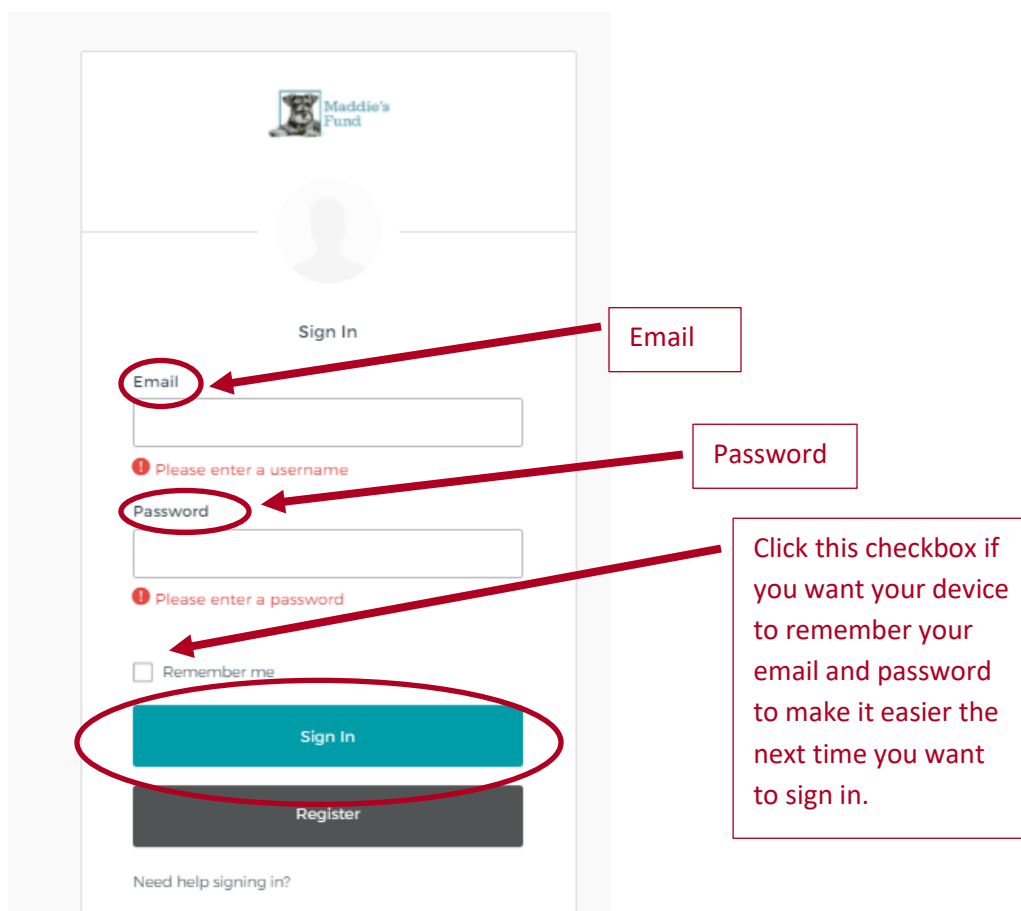 Maddie's
Fund
Sign In
Email
Email
Please enter a username
Password
Password
Please enter a password
Click this checkbox if
you want your device
to remember your
email and password
to make it easier the
next time you want
to sign in.
Remember me
Sign In
Register
Need help signing in?